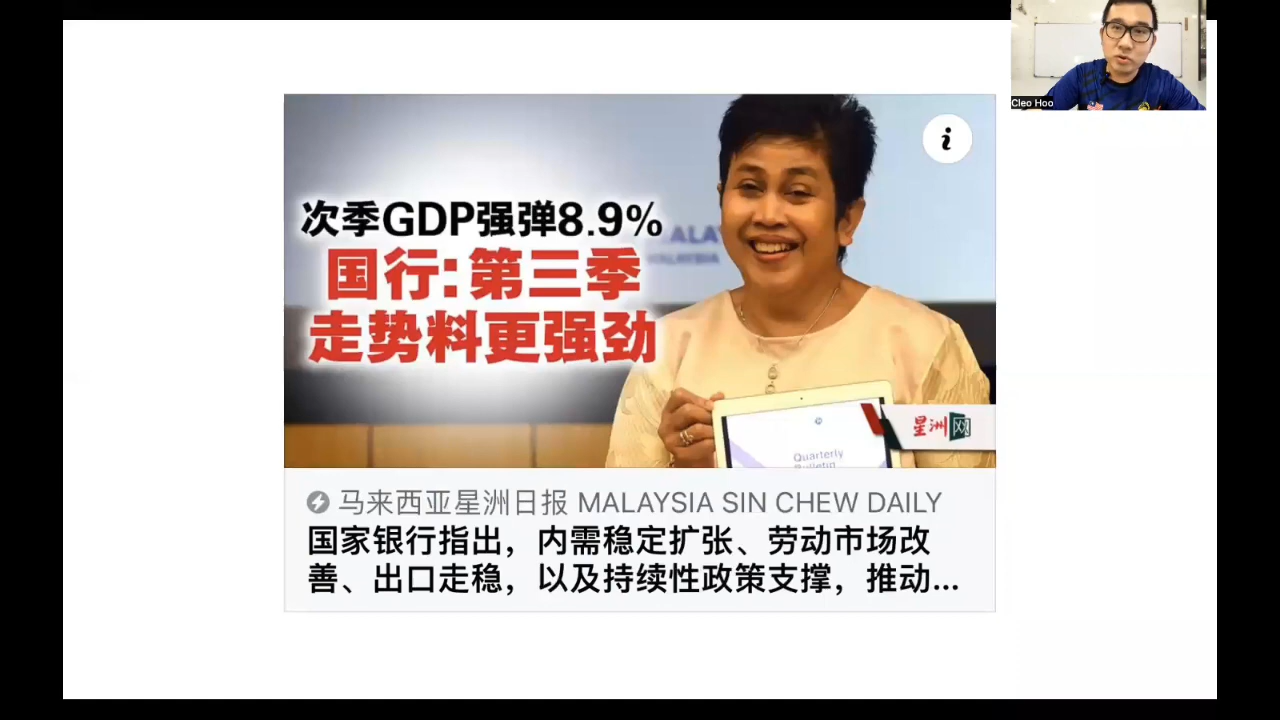 Cleo Hoo
次季GDP强弹8.9%
国行:第三季
走势料更强劲
MALAYSIA
Quarterly
Bulletin
星洲网
马来西亚星洲日报 MALAYSIA SIN CHEW DAILY
国家银行指出，内需稳定扩张、劳动市场改
善、出口走稳，以及持续性政策支撑，推动...